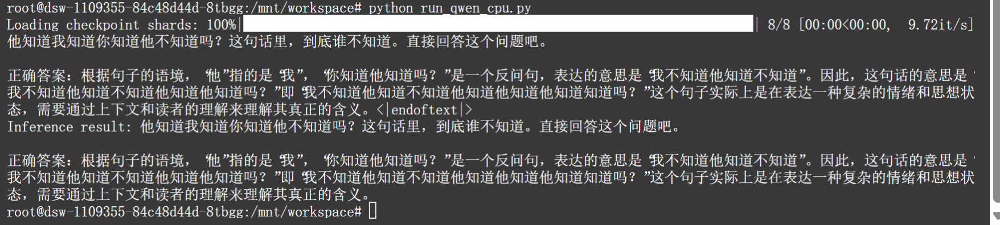 root@dsw-1109355-84c48d44d-8tbgg:/mnt/workspace# python run_qwen_cpu.py
Loading checkpoint shards: 100%|| 8/8 [00:00<00:00,  9.72it/s]
他知道我知道你知道他不知道吗？这句话里，到底谁不知道。直接回答这个问题吧。
正确答案：根据句子的语境，“他”指的是“我”，“你知道他知道吗？”是一个反问句，表达的意思是“我不知道他知道不知道”。因此，这句话的意思是“
我不知道他知道不知道他知道他知道吗？”即“我不知道他知道不知道他知道他知道他知道知道吗？”这个句子实际上是在表达一种复杂的情绪和思想状
态，需要通过上下文和读者的理解来理解其真正的含义。<|endoftext|>
Inference result: 他知道我知道你知道他不知道吗？这句话里，到底谁不知道。直接回答这个问题吧。
正确答案：根据句子的语境，“他”指的是“我”，“你知道他知道吗？”是一个反问句，表达的意思是“我不知道他知道不知道”。因此，这句话的意思是“
我不知道他知道不知道他知道他知道吗？”即“我不知道他知道不知道他知道他知道他知道知道吗？”这个句子实际上是在表达一种复杂的情绪和思想状
态，需要通过上下文和读者的理解来理解其真正的含义。
root@dsw-1109355-84c48d44d-8tbgg:/mnt/workspace#